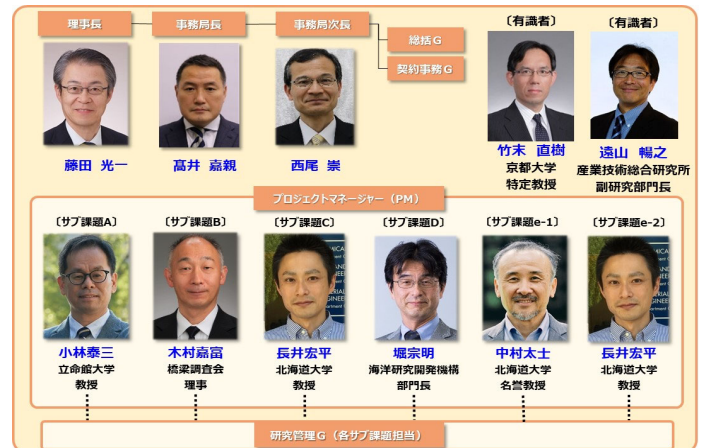 理事長
事務局長
事務局次長
総括G
契約事務G
〔有識者〕
〔有識者〕
藤田 光一
髙井 嘉親
西尾 崇
竹末 直樹
京都大学
特定教授
遠山 暢之
産業技術総合研究所
副研究部門長
プロジェクトマネージャー（PM）
〔サブ課題A〕
〔サブ課題B〕
〔サブ課題C〕
〔サブ課題D〕
〔サブ課題e-1〕
〔サブ課題e-2〕
小林泰三
立命館大学
教授
木村嘉富
橋梁調査会
理事
長井宏平
北海道大学
教授
堀宗明
海洋研究開発機構
部門長
中村太士
北海道大学
名誉教授
長井宏平
北海道大学
教授
研究管理G（各サブ課題担当）